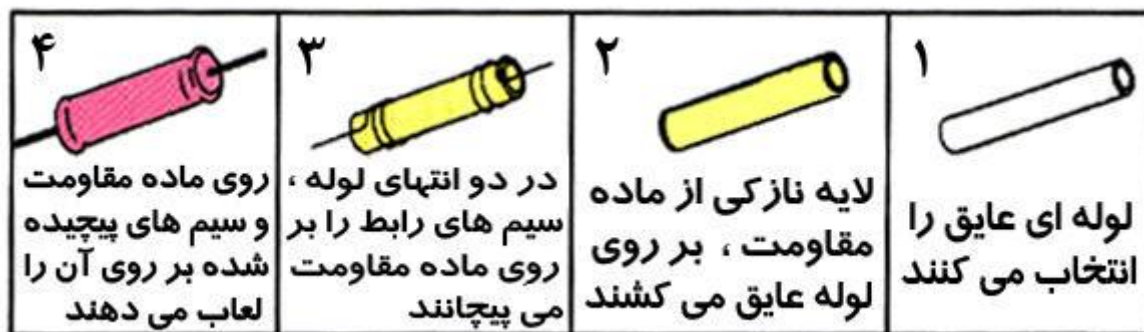 ۱
لوله ای عایق را
انتخاب می کنند
۲
لایه نازکی از ماده
مقاومت ، بر روی
لوله عایق می کشند
۳
در دو انتهای لوله ،
سیم های رابط را بر
روی ماده مقاومت
می پیچانند
۴
روی ماده مقاومت
و سیم های پیچیده
شده بر روی آن را
لعاب می دهند